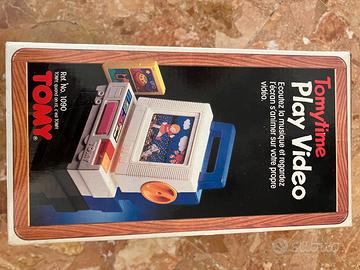 Tomytime
Play Video
Ecoutez la musique et regardez
l'écran s'animer sur votre propre
vidéo.
TOMY®
Ref. No. 1090